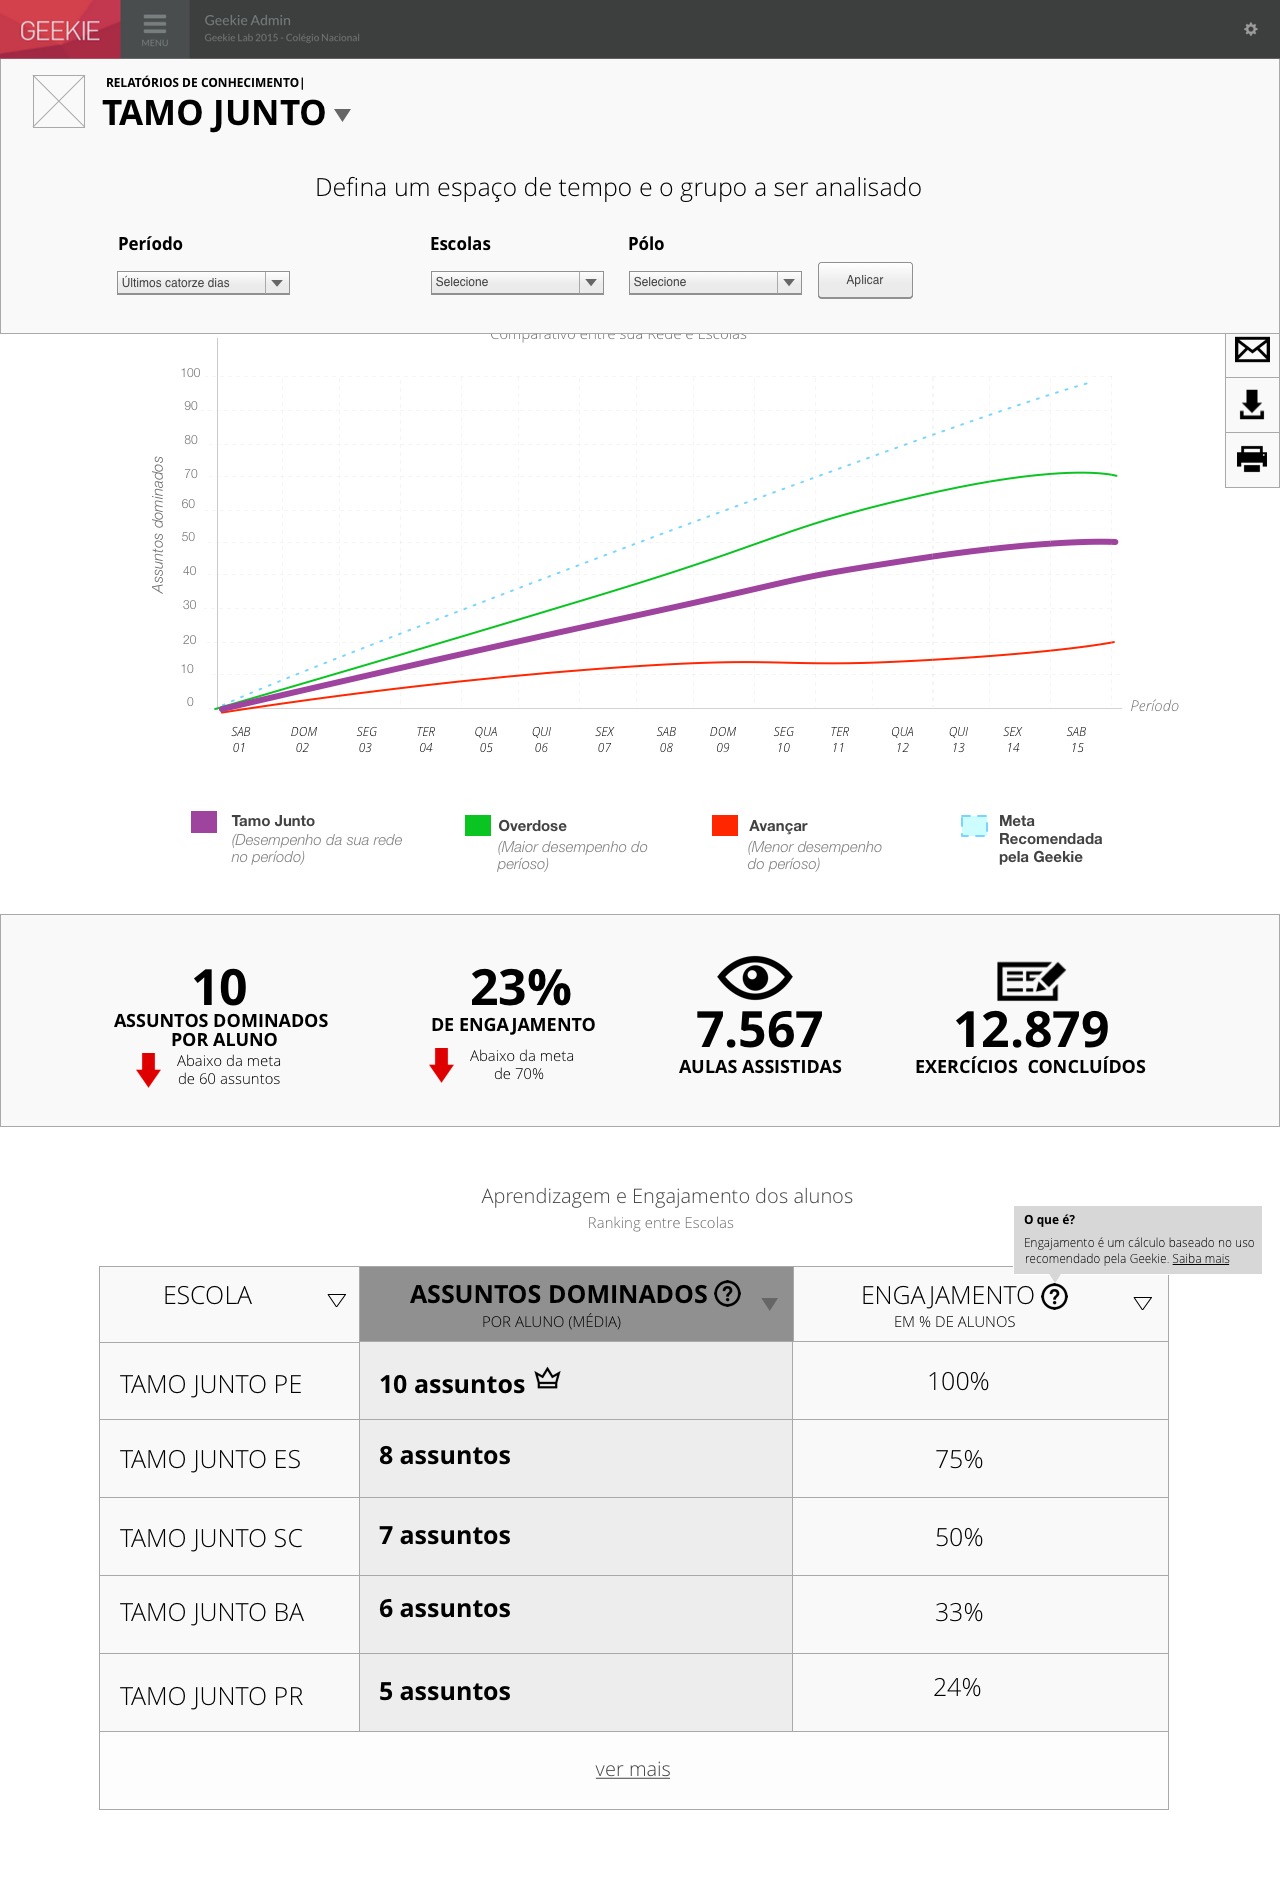 GEEKIE
MENU
Geekie Admin
Geekie Lab 2015 - Colégio Nacional
RELATÓRIOS DE CONHECIMENTO|
TAMO JUNTO
Defina um espaço de tempo e o grupo a ser analisado
Período
Escolas
Pólo
Últimos catorze dias
Selecione
Selecione
Aplicar
Comparativo entre sua Rede e Escolas
100
90
80
70
60
50
40
30
20
10
0
Assuntos dominados
Período
SAB DOM SEG TER QUA QUI SEX SAB DOM SEG TER QUA QUI SEX SAB
01 02 03 04 05 06 07 08 09 10 11 12 13 14 15
Tamo Junto
(Desempenho da sua rede
no período)
Overdose
(Maior desempenho do
períoso)
Avançar
(Menor desempenho
do períoso)
Meta
Recomendada
pela Geekie
10
ASSUNTOS DOMINADOS
POR ALUNO
Abaixo da meta
de 60 assuntos
23%
DE ENGAJAMENTO
Abaixo da meta
de 70%
7.567
AULAS ASSISTIDAS
12.879
EXERCÍCIOS CONCLUÍDOS
Aprendizagem e Engajamento dos alunos
Ranking entre Escolas
O que é?
Engajamento é um cálculo baseado no uso
recomendado pela Geekie. Saiba mais
ESCOLA
ASSUNTOS DOMINADOS ?
POR ALUNO (MÉDIA)
ENGAJAMENTO ?
EM % DE ALUNOS
TAMO JUNTO PE 10 assuntos 100%
TAMO JUNTO ES 8 assuntos 75%
TAMO JUNTO SC 7 assuntos 50%
TAMO JUNTO BA 6 assuntos 33%
TAMO JUNTO PR 5 assuntos 24%
ver mais